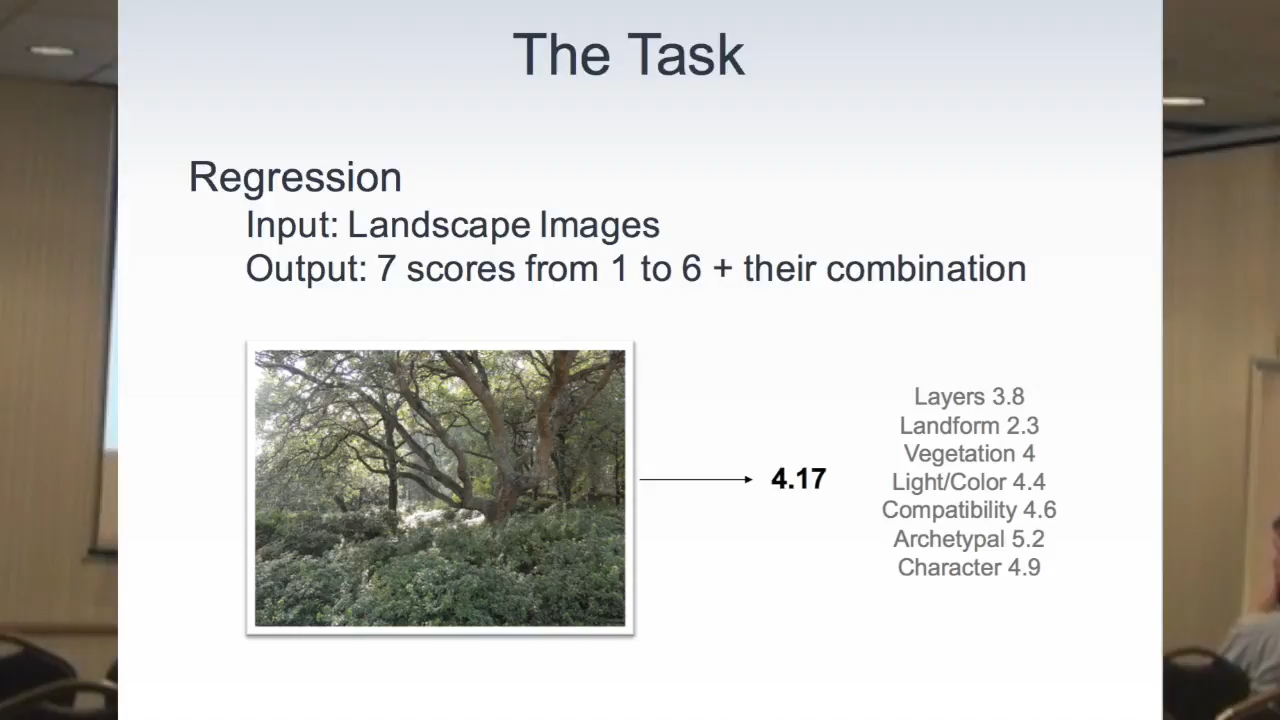 The Task
Regression
Input: Landscape Images
Output: 7 scores from 1 to 6 + their combination
4.17
Layers 3.8
Landform 2.3
Vegetation 4
Light/Color 4.4
Compatibility 4.6
Archetypal 5.2
Character 4.9